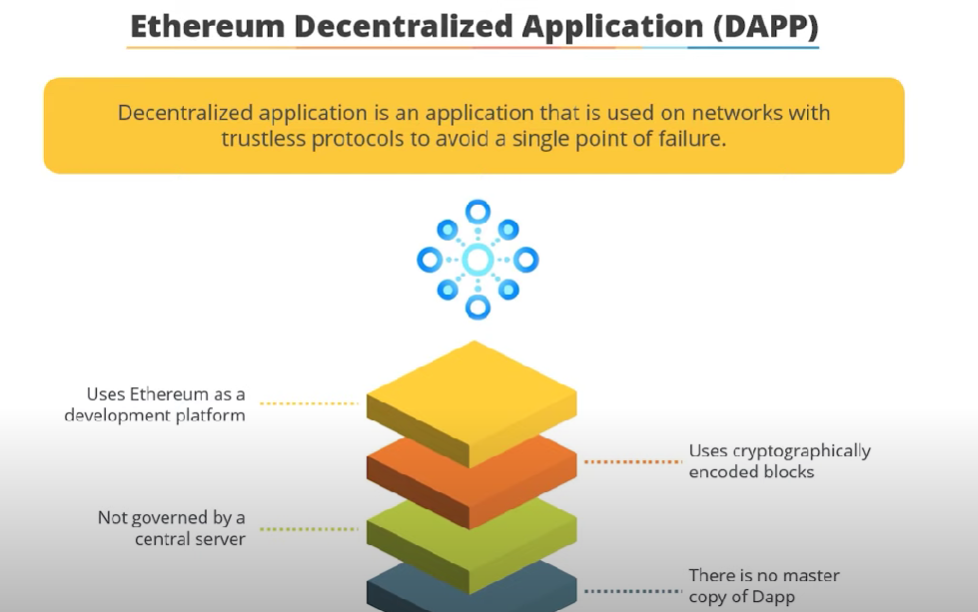 Ethereum Decentralized Application (DAPP)
Decentralized application is an application that is used on networks with
trustless protocols to avoid a single point of failure.
Uses Ethereum as a
development platform
Uses cryptographically
encoded blocks
Not governed by a
central server
There is no master
copy of Dapp